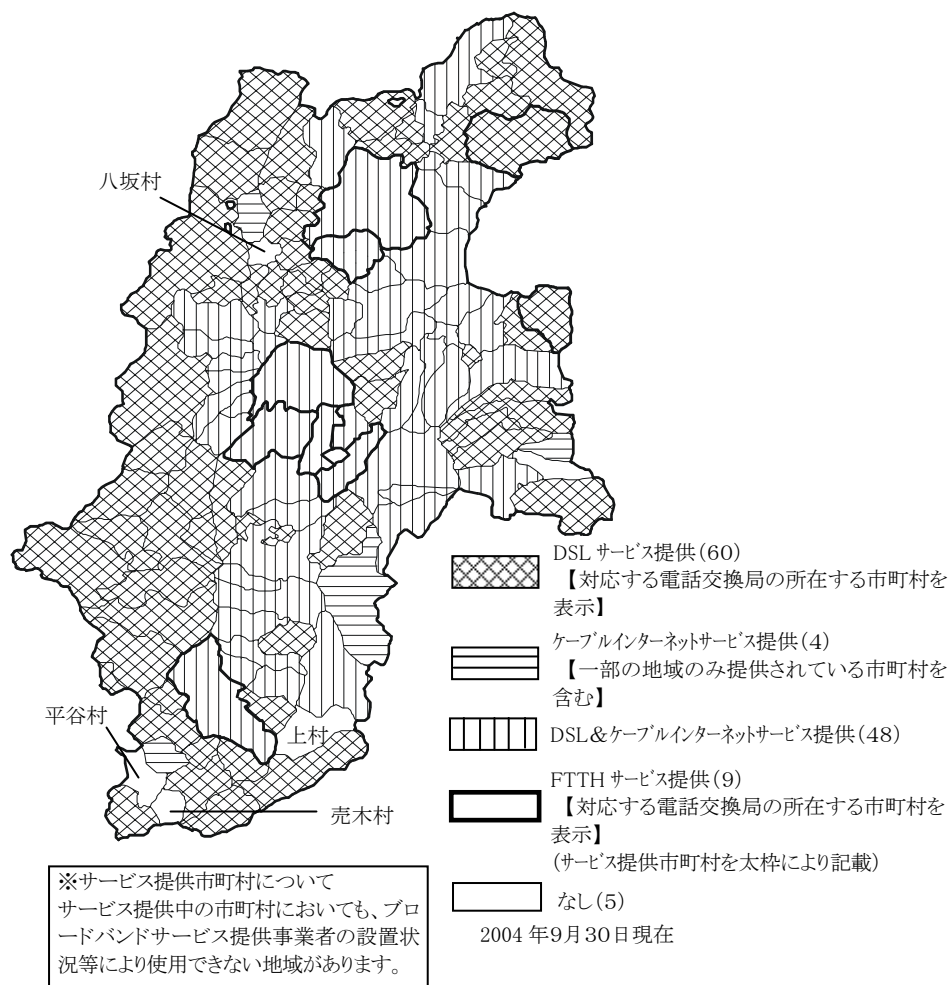 八坂村
平谷村
上村
売木村
DSL サービス提供(60)
【対応する電話交換局の所在する市町村を
表示】
ケーブルインターネットサービス提供(4)
【一部の地域のみ提供されている市町村を
含む】
DSL&ケーブルインターネットサービス提供(48)
FTTH サービス提供(9)
【対応する電話交換局の所在する市町村を
表示】
(サービス提供市町村を太枠により記載)
なし(5)
2004 年9月30日現在
※サービス提供市町村について
サービス提供中の市町村においても、ブロ
ードバンドサービス提供事業者の設置状
況等により使用できない地域があります。